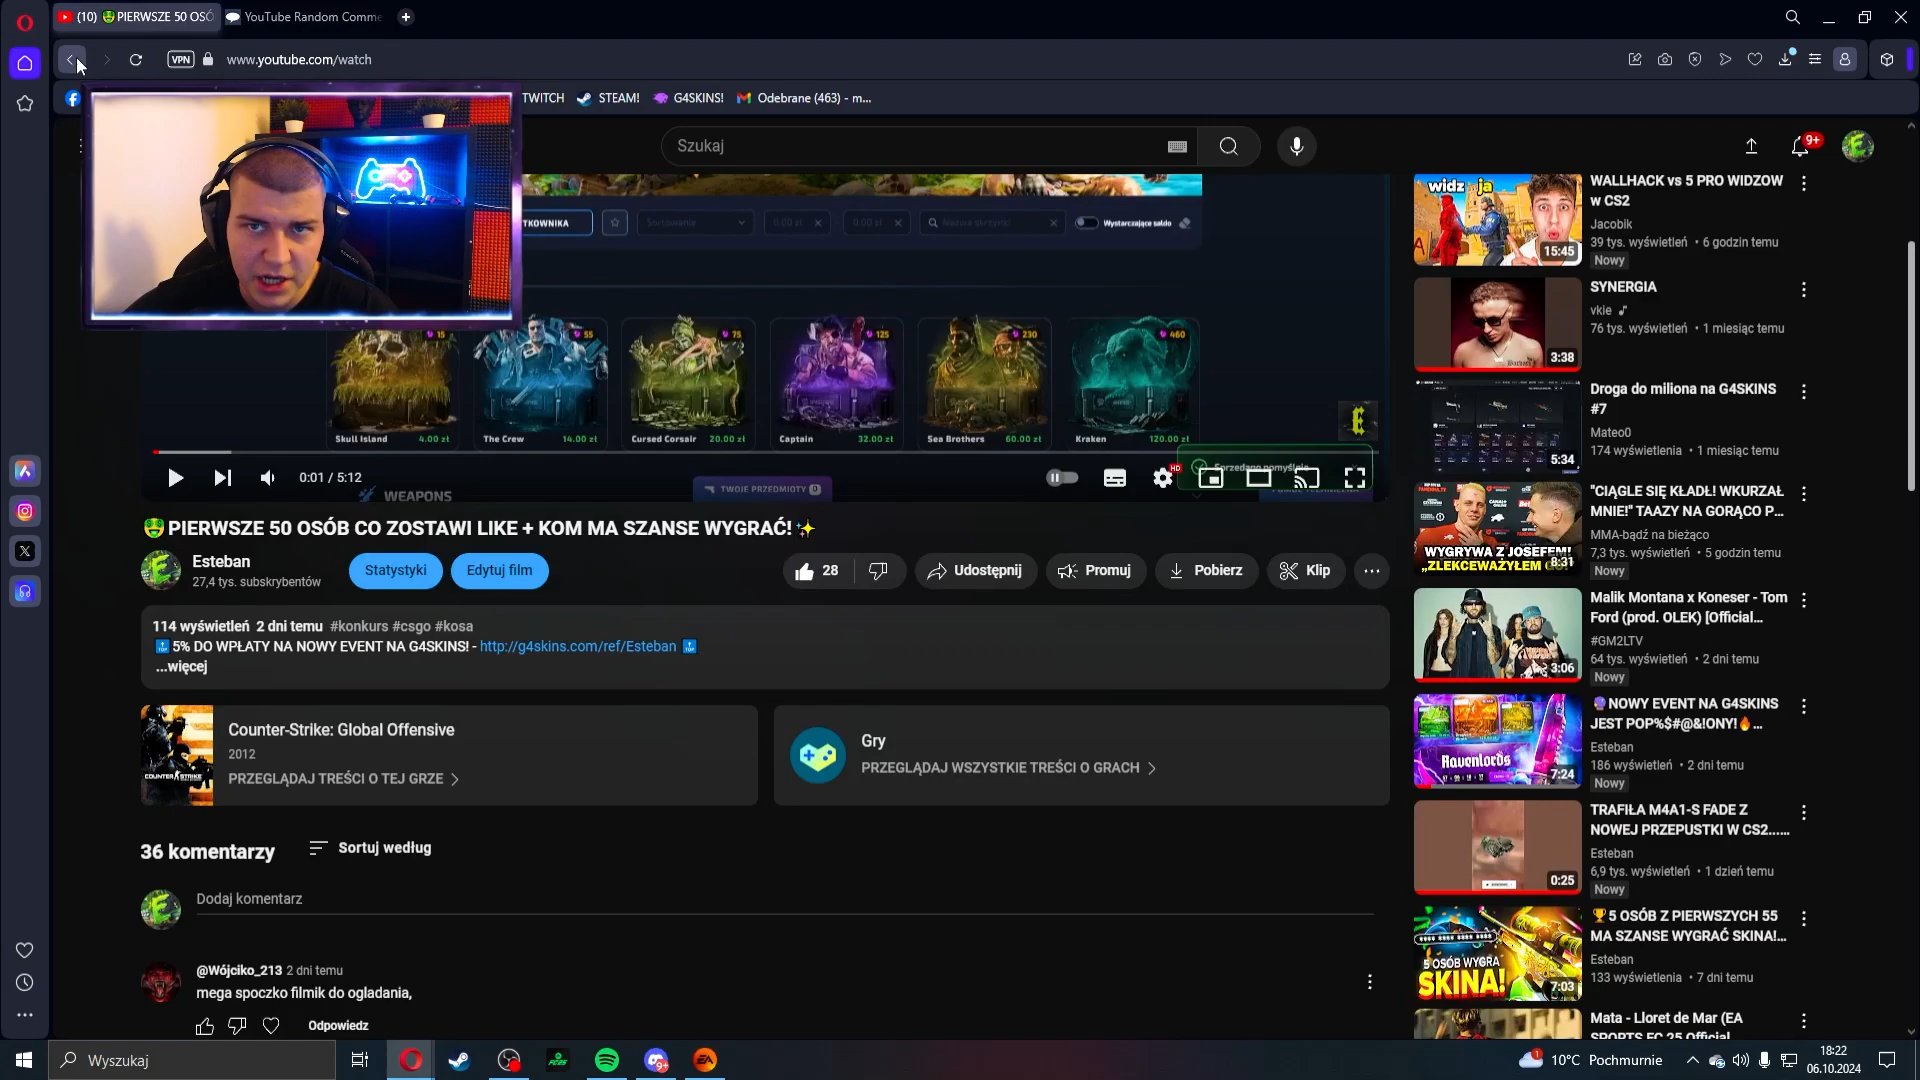 (10) 🤑PIERWSZE 50 OSÓ
YouTube Random Comme
VPN
www.youtube.com/watch
TWITCH
STEAM!
G4SKINS!
Odebrane (463) - m...
Szukaj
9+
TKOWNIKA
Sortowanie
0.00 zł
0.00 zł
Nazwa skrzynki
Wystarczające saldo
15
55
75
125
230
460
Skull Island 4.00 zł
The Crew 14.00 zł
Cursed Corsair 20.00 zł
Captain 32.00 zł
Sea Brothers 60.00 zł
Kraken 120.00 zł
Sprzedano pomyślnie
0:01 / 5:12
HD
WEAPONS
TWOJE PRZEDMIOTY 0
🤑PIERWSZE 50 OSÓB CO ZOSTAWI LIKE + KOM MA SZANSE WYGRAĆ!✨
Esteban
27,4 tys. subskrybentów
Statystyki
Edytuj film
28
Udostępnij
Promuj
Pobierz
Klip
114 wyświetleń 2 dni temu #konkurs #csgo #kosa
🔝5% DO WPŁATY NA NOWY EVENT NA G4SKINS! - http://g4skins.com/ref/Esteban 🔝
...więcej
COUNTER STRIKE
Counter-Strike: Global Offensive
2012
PRZEGLĄDAJ TREŚCI O TEJ GRZE
Gry
PRZEGLĄDAJ WSZYSTKIE TREŚCI O GRACH
36 komentarzy
Sortuj według
Dodaj komentarz
@Wójciko_213 2 dni temu
mega spoczko filmik do ogladania,
Odpowiedz
widz ja
15:45
WALLHACK vs 5 PRO WIDZOW
w CS2
Jacobik
39 tys. wyświetleń • 6 godzin temu
Nowy
3:38
SYNERGIA
vkie
76 tys. wyświetleń • 1 miesiąc temu
5:34
Droga do miliona na G4SKINS
#7
Mateo0
174 wyświetlenia • 1 miesiąc temu
WYGRYWA Z JOSEFEM!
„ZLEKCEWAŻYŁEM GO!"
8:31
"CIĄGLE SIĘ KŁADŁ! WKURZAŁ
MNIE!" TAAZY NA GORĄCO P...
MMA-bądź na bieżąco
7,3 tys. wyświetleń • 5 godzin temu
Nowy
3:06
Malik Montana x Koneser - Tom
Ford (prod. OLEK) [Official...
#GM2LTV
64 tys. wyświetleń • 2 dni temu
Nowy
Ravenlords
7:24
🔮NOWY EVENT NA G4SKINS
JEST POP%$#@&!ONY!🔥...
Esteban
186 wyświetleń • 2 dni temu
Nowy
0:25
TRAFIŁA M4A1-S FADE Z
NOWEJ PRZEPUSTKI W CS2......
Esteban
6,9 tys. wyświetleń • 1 dzień temu
Nowy
5 OSÓB WYGRA
SKINA!
7:03
🏆5 OSÓB Z PIERWSZYCH 55
MA SZANSE WYGRAĆ SKINA!...
Esteban
133 wyświetlenia • 7 dni temu
Mata - Lloret de Mar (EA
SPORTS FC 25 Official
Wyszukaj
FC25
9+
EA
1
10°C Pochmurnie
18:22
06.10.2024